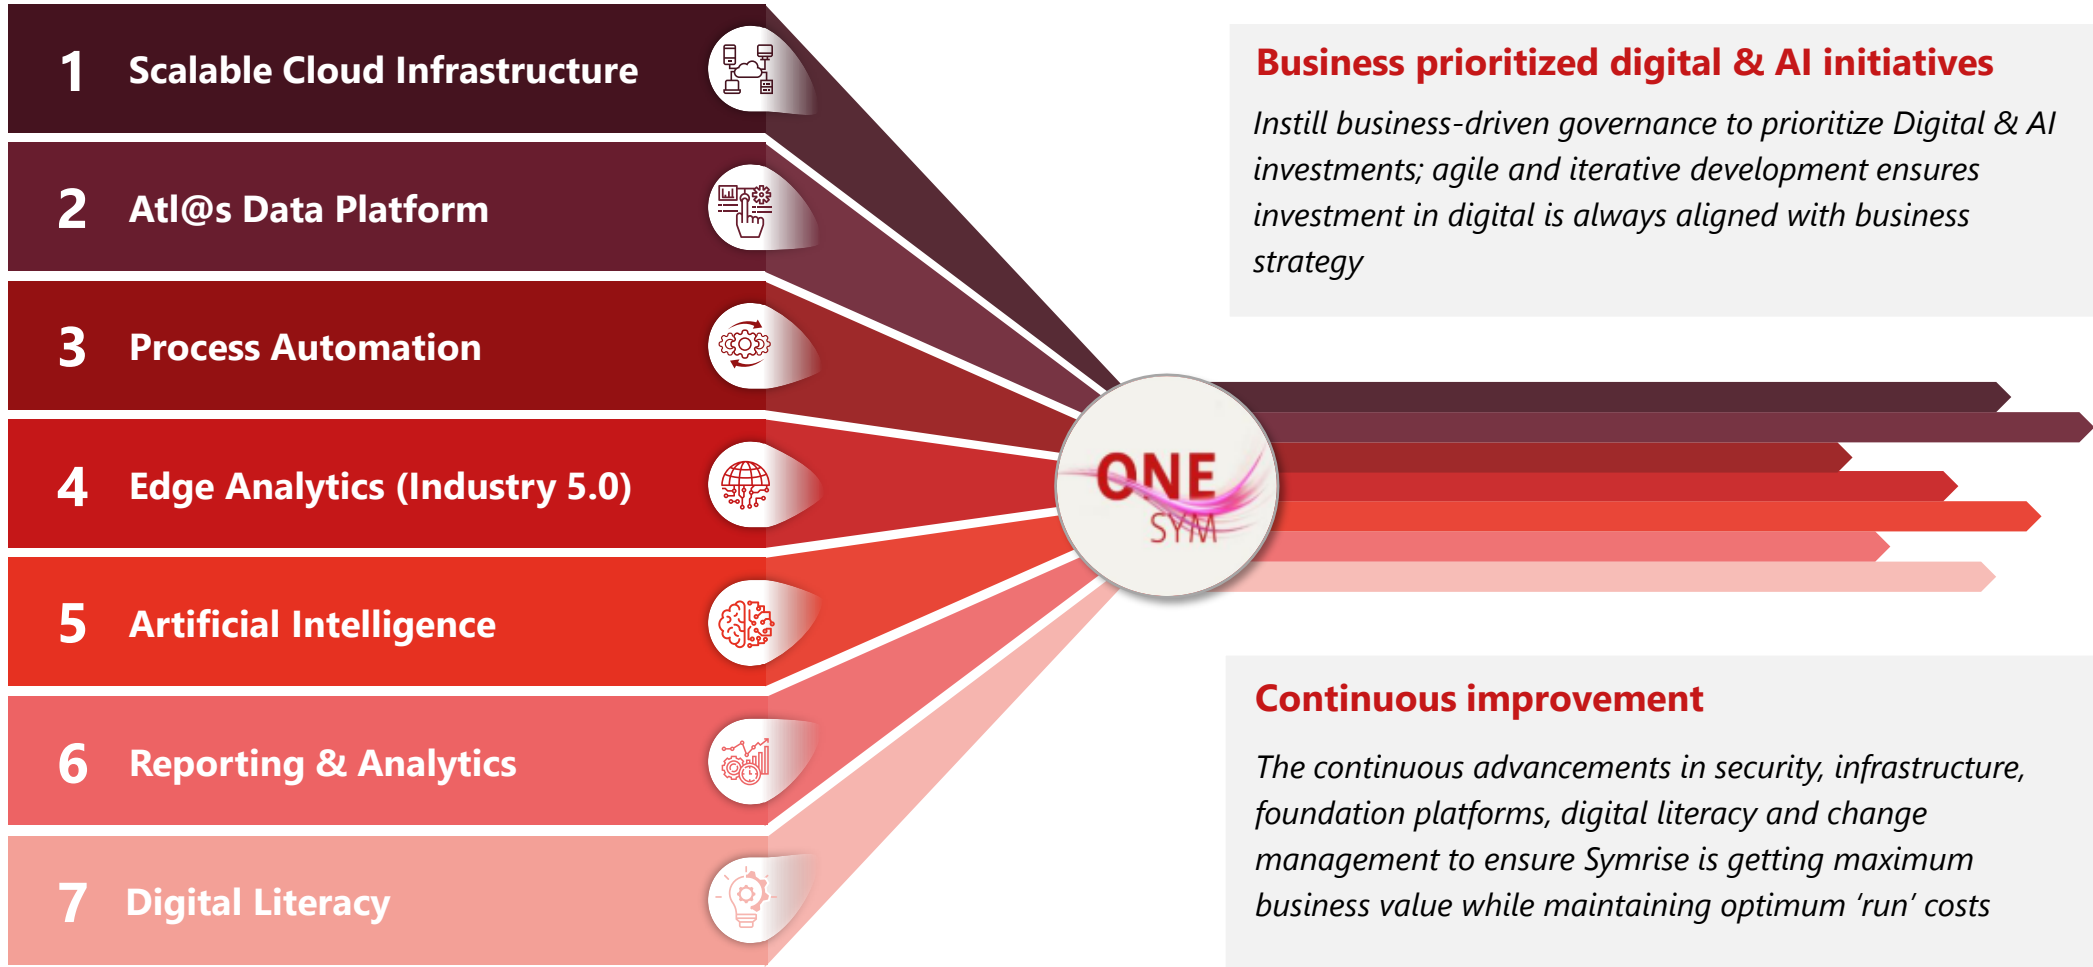 1 Scalable Cloud Infrastructure
2 Atl@s Data Platform
3 Process Automation
4 Edge Analytics (Industry 5.0)
5 Artificial Intelligence
6 Reporting & Analytics
7 Digital Literacy
ONE
SYM
Business prioritized digital & AI initiatives
Instill business-driven governance to prioritize Digital & AI
investments; agile and iterative development ensures
investment in digital is always aligned with business
strategy
Continuous improvement
The continuous advancements in security, infrastructure,
foundation platforms, digital literacy and change
management to ensure Symrise is getting maximum
business value while maintaining optimum ‘run’ costs